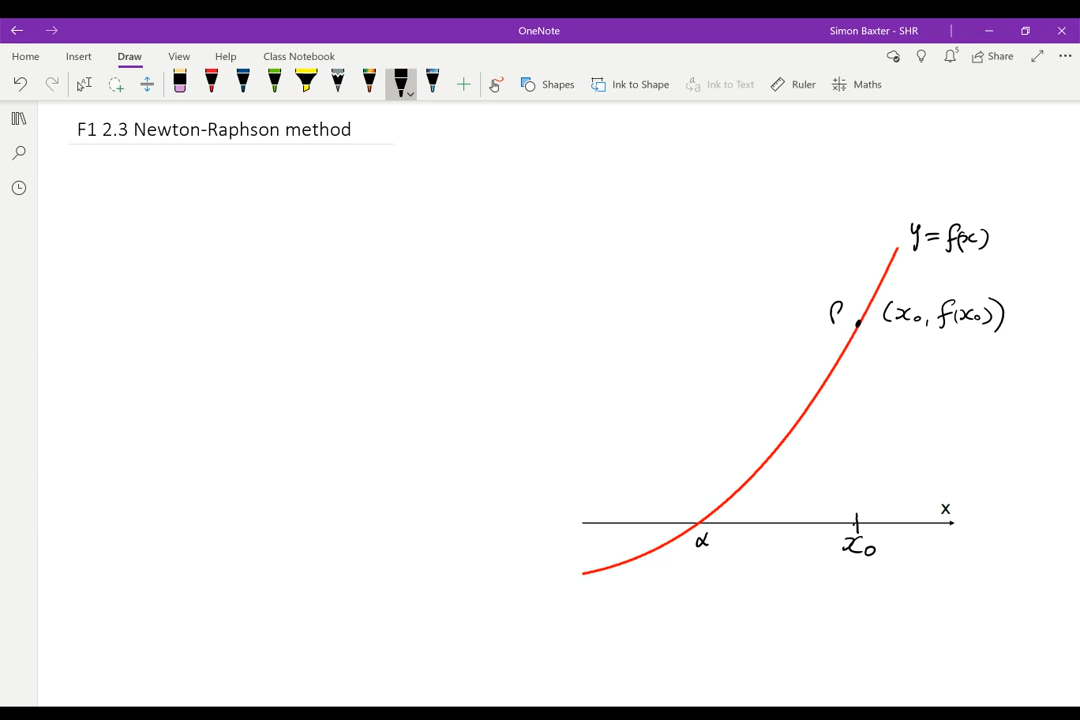 OneNote
Simon Baxter - SHR
Home Insert Draw View Help Class Notebook
5
Share
Shapes Ink to Shape Ink to Text Ruler Maths
F1 2.3 Newton-Raphson method
y = f(x)
P (x₀, f(x₀))
x
α x₀